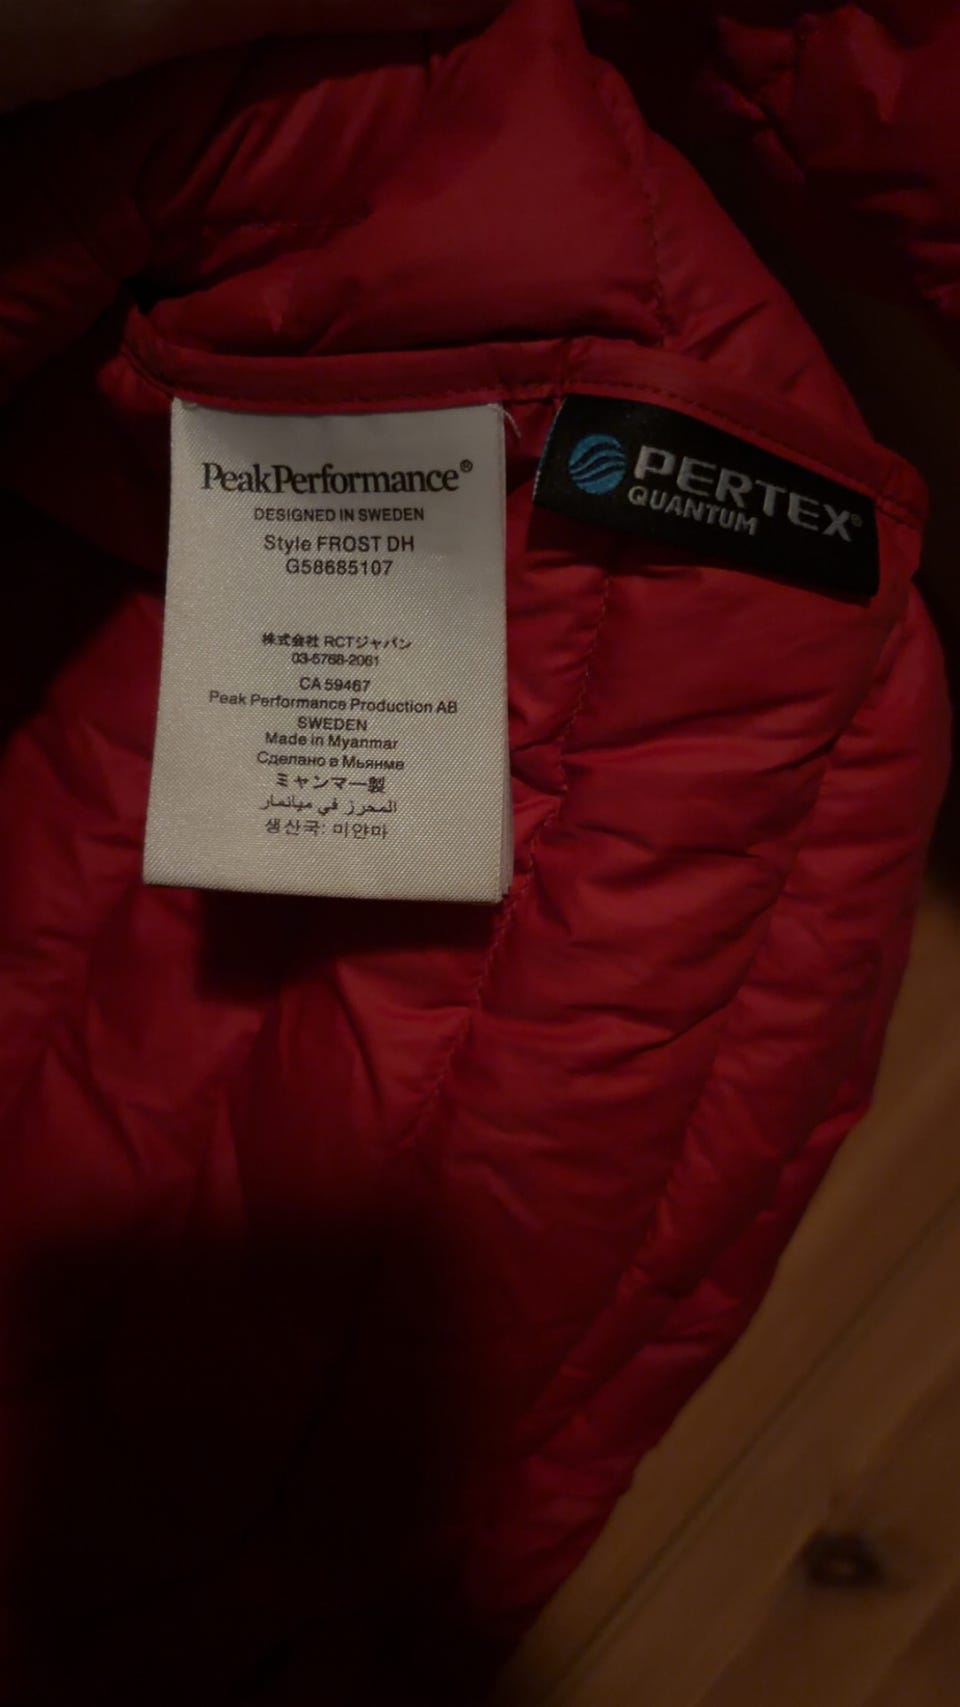 PeakPerformance®
DESIGNED IN SWEDEN
Style FROST DH
G58685107
株式会社 RCTジャパン
03-5768-2061
CA 59467
Peak Performance Production AB
SWEDEN
Made in Myanmar
Сделано в Мьянме
ミャンマー製
المحرز في ميانمار
생산국: 미얀마
PERTEX®
QUANTUM